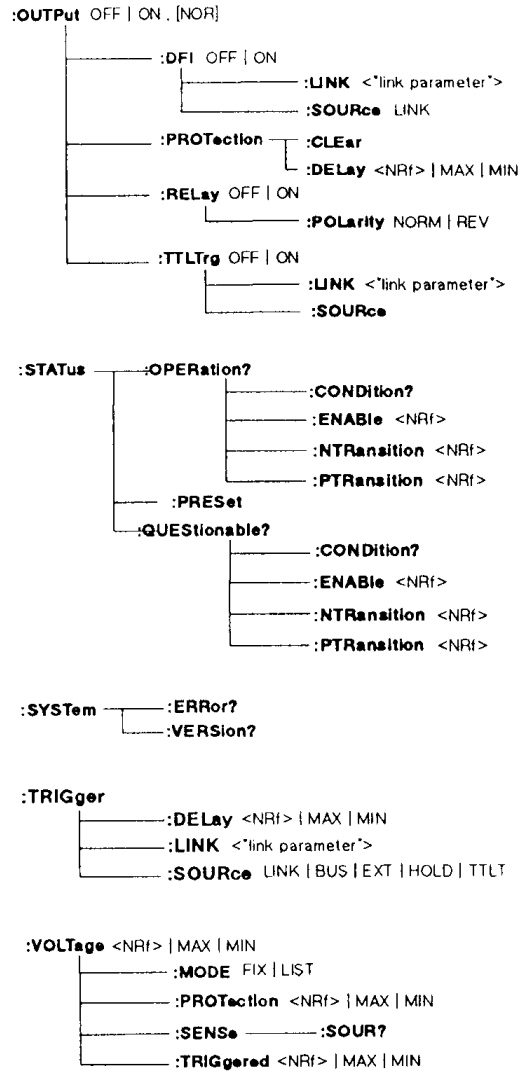 :OUTPut OFF | ON , [NOR]
:DFI OFF | ON
:LINK <"link parameter">
:SOURce LINK
:PROTection :CLEar
:DELay <NRf> | MAX | MIN
:RELay OFF | ON
:POLarity NORM | REV
:TTLTrg OFF | ON
:LINK <"link parameter">
:SOURce
:STATus :OPERation?
:CONDition?
:ENABle <NRf>
:NTRansition <NRf>
:PTRansition <NRf>
:PRESet
:QUEStionable?
:CONDition?
:ENABle <NRf>
:NTRansition <NRf>
:PTRansition <NRf>
:SYSTem :ERRor?
:VERSion?
:TRIGger
:DELay <NRf> | MAX | MIN
:LINK <"link parameter">
:SOURce LINK | BUS | EXT | HOLD | TTLT
:VOLTage <NRf> | MAX | MIN
:MODE FIX | LIST
:PROTection <NRf> | MAX | MIN
:SENSe :SOUR?
:TRIGgered <NRf> | MAX | MIN